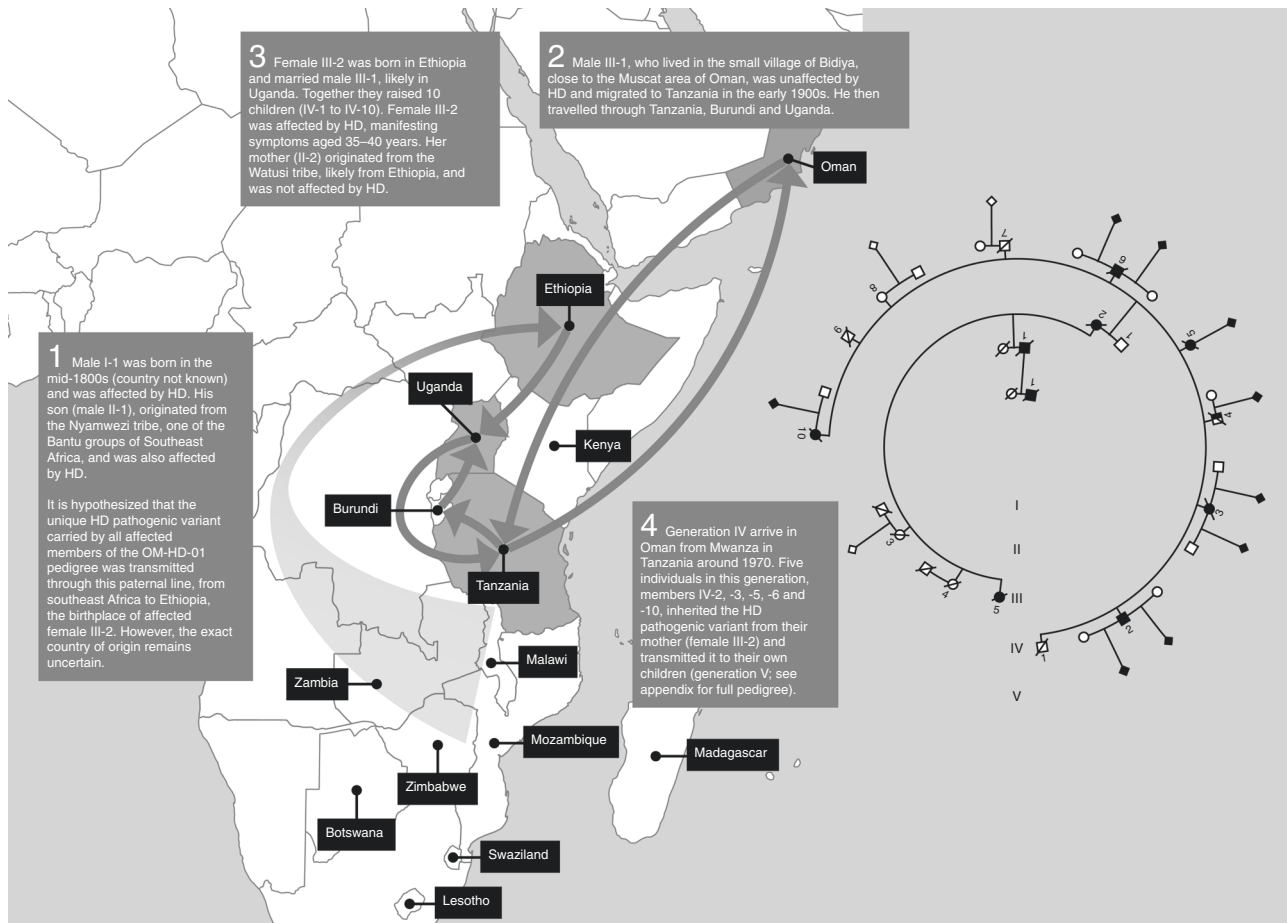 3 Female III-2 was born in Ethiopia
and married male III-1, likely in
Uganda. Together they raised 10
children (IV-1 to IV-10). Female III-2
was affected by HD, manifesting
symptoms aged 35–40 years. Her
mother (II-2) originated from the
Watusi tribe, likely from Ethiopia, and
was not affected by HD.
2 Male III-1, who lived in the small village of Bidiya,
close to the Muscat area of Oman, was unaffected by
HD and migrated to Tanzania in the early 1900s. He then
travelled through Tanzania, Burundi and Uganda.
Oman
Ethiopia
1 Male I-1 was born in the
mid-1800s (country not known)
and was affected by HD. His
son (male II-1), originated from
the Nyamwezi tribe, one of the
Bantu groups of Southeast
Africa, and was also affected
by HD.
It is hypothesized that the
unique HD pathogenic variant
carried by all affected
members of the OM-HD-01
pedigree was transmitted
through this paternal line, from
southeast Africa to Ethiopia,
the birthplace of affected
female III-2. However, the exact
country of origin remains
uncertain.
Uganda
Kenya
Burundi
Tanzania
4 Generation IV arrive in
Oman from Mwanza in
Tanzania around 1970. Five
individuals in this generation,
members IV-2, -3, -5, -6 and
-10, inherited the HD
pathogenic variant from their
mother (female III-2) and
transmitted it to their own
children (generation V; see
appendix for full pedigree).
Malawi
Zambia
Mozambique
Madagascar
Zimbabwe
Botswana
Swaziland
Lesotho
7
6
8
9
10
5
4
3
2
1
2
1
1
1
3
4
5
I
II
III
IV
V